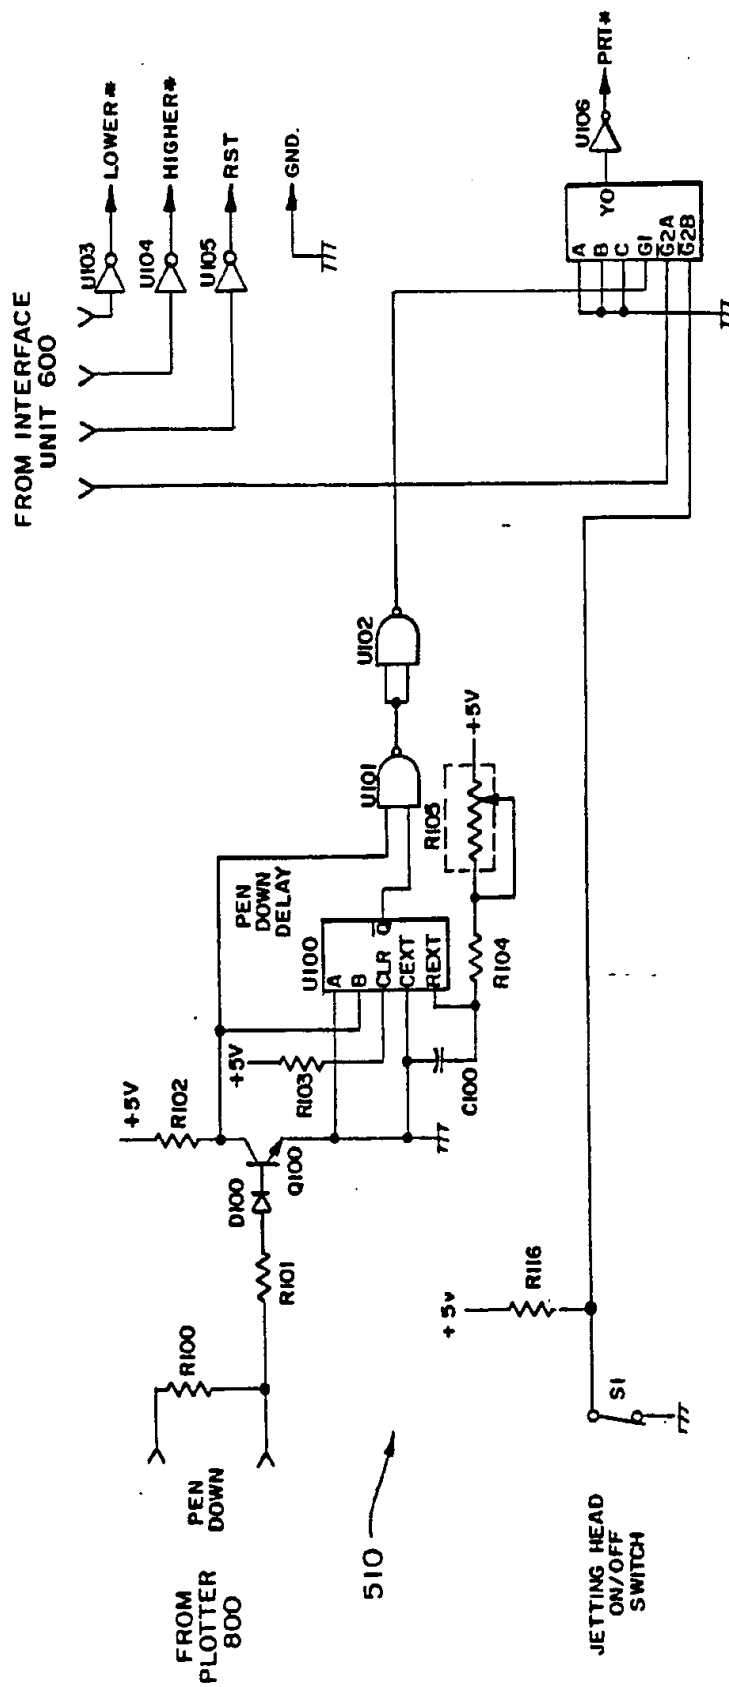 FROM INTERFACE
UNIT 600
U103
LOWER*
U104
HIGHER*
U105
RST
GND.
FROM
PLOTTER
800
PEN
DOWN
R100
R101
D100
Q100
+5V
R102
+5V
R103
PEN
DOWN
DELAY
U100
A
B
CLR
CEXT
REXT
Q
C100
R104
R105
+5V
U101
U102
A
B
C
G1
G2A
G2B
YO
U106
PRT*
510
JETTING HEAD
ON/OFF
SWITCH
S1
+5v
R116